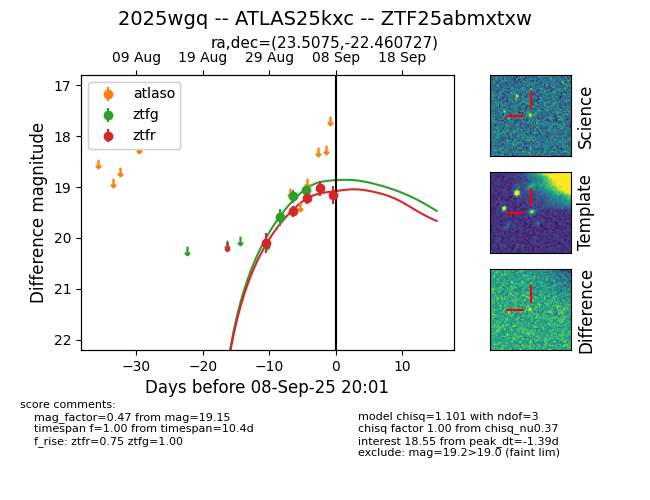 2025wgq -- ATLAS25kxc -- ZTF25abmxtxw
ra,dec=(23.5075,-22.460727)
09 Aug 19 Aug 29 Aug 08 Sep 18 Sep
atlaso
ztfg
ztfr
17
18
19
20
21
22
Difference magnitude
−30 −20 −10 0 10
Days before 08-Sep-25 20:01
Science
Template
Difference
score comments:
mag_factor=0.47 from mag=19.15
timespan f=1.00 from timespan=10.4d
f_rise: ztfr=0.75 ztfg=1.00
model chisq=1.101 with ndof=3
chisq factor 1.00 from chisq_nu0.37
interest 18.55 from peak_dt=-1.39d
exclude: mag=19.2>19.0 (faint lim)